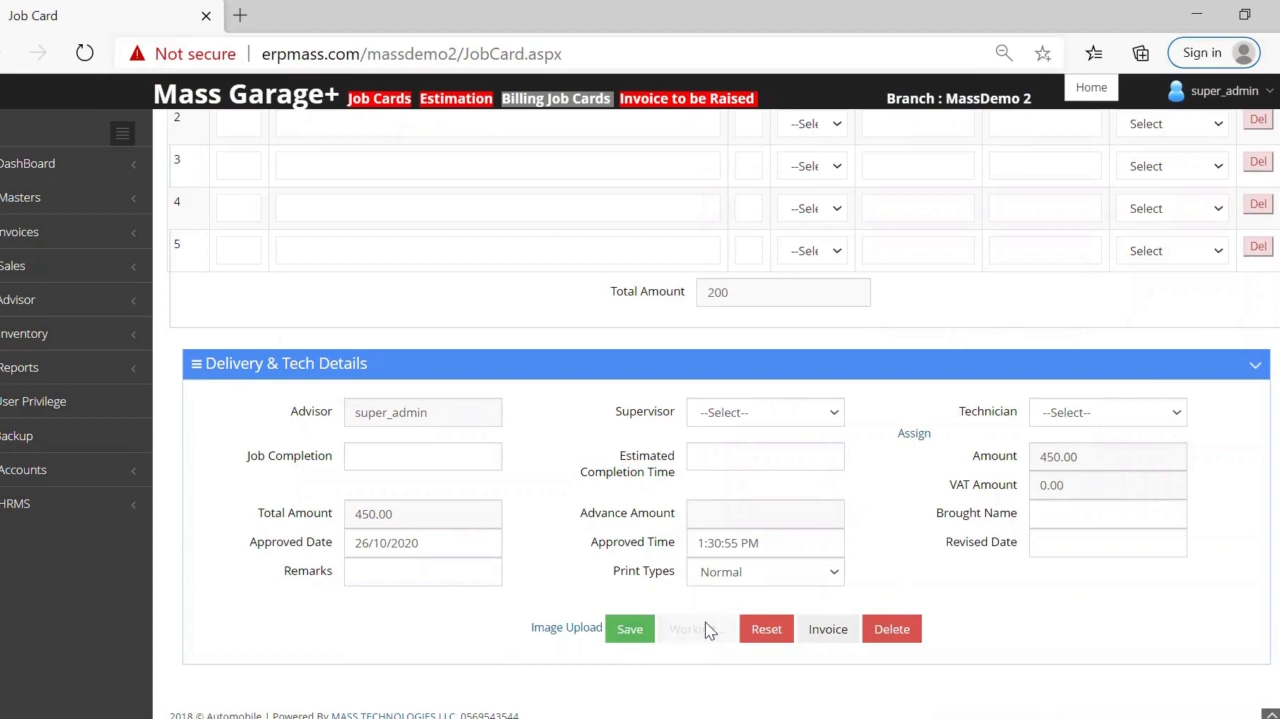 Job Card
Not secure erpmass.com/massdemo2/JobCard.aspx Sign in
Mass Garage+ Job Cards Estimation Billing Job Cards Invoice to be Raised Branch : MassDemo 2 Home super_admin
DashBoard
Masters
Invoices
Sales
Advisor
Inventory
Reports
User Privilege
Backup
Accounts
HRMS
2 --Sele Select Del
3 --Sele Select Del
4 --Sele Select Del
5 --Sele Select Del
Total Amount 200
Delivery & Tech Details
Advisor super_admin Supervisor --Select-- Technician --Select--
Assign
Job Completion Estimated Completion Time Amount 450.00
VAT Amount 0.00
Total Amount 450.00 Advance Amount Brought Name
Approved Date 26/10/2020 Approved Time 1:30:55 PM Revised Date
Remarks Print Types Normal
Image Upload Save Reset Invoice Delete
2018 © Automobile | Powered By MASS TECHNOLOGIES LLC, 0569543544